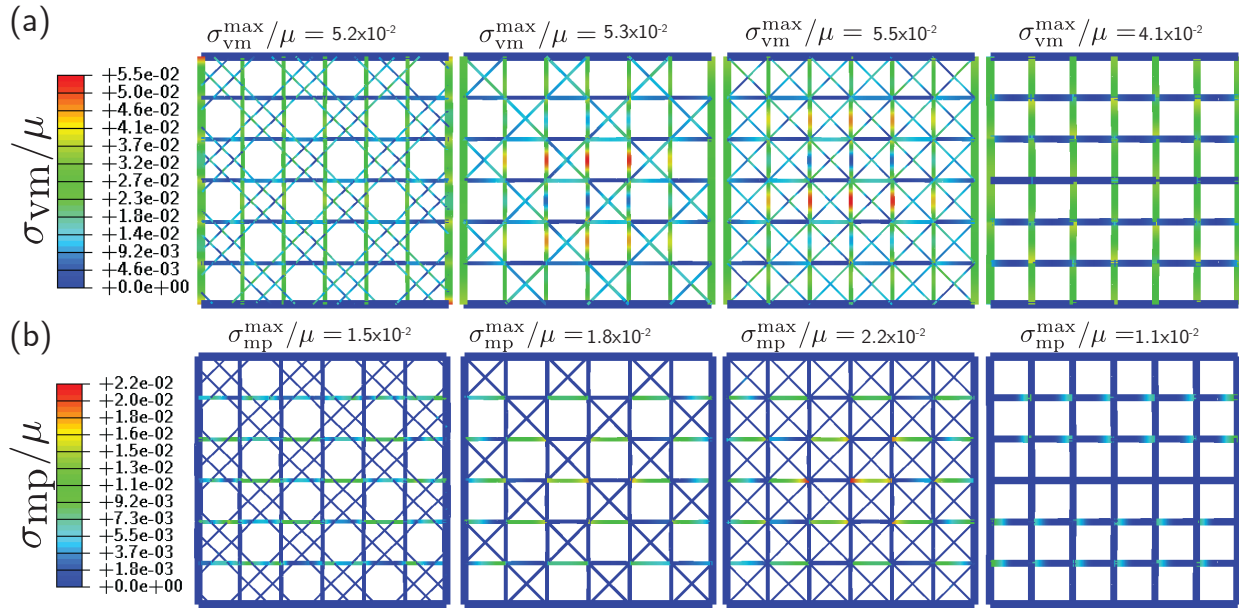 (a)
σ_vm^max/μ = 5.2x10⁻² σ_vm^max/μ = 5.3x10⁻² σ_vm^max/μ = 5.5x10⁻² σ_vm^max/μ = 4.1x10⁻²
σ_vm/μ
+5.5e-02
+5.0e-02
+4.6e-02
+4.1e-02
+3.7e-02
+3.2e-02
+2.7e-02
+2.3e-02
+1.8e-02
+1.4e-02
+9.2e-03
+4.6e-03
+0.0e+00
(b)
σ_mp^max/μ = 1.5x10⁻² σ_mp^max/μ = 1.8x10⁻² σ_mp^max/μ = 2.2x10⁻² σ_mp^max/μ = 1.1x10⁻²
σ_mp/μ
+2.2e-02
+2.0e-02
+1.8e-02
+1.6e-02
+1.5e-02
+1.3e-02
+1.1e-02
+9.2e-03
+7.3e-03
+5.5e-03
+3.7e-03
+1.8e-03
+0.0e+00